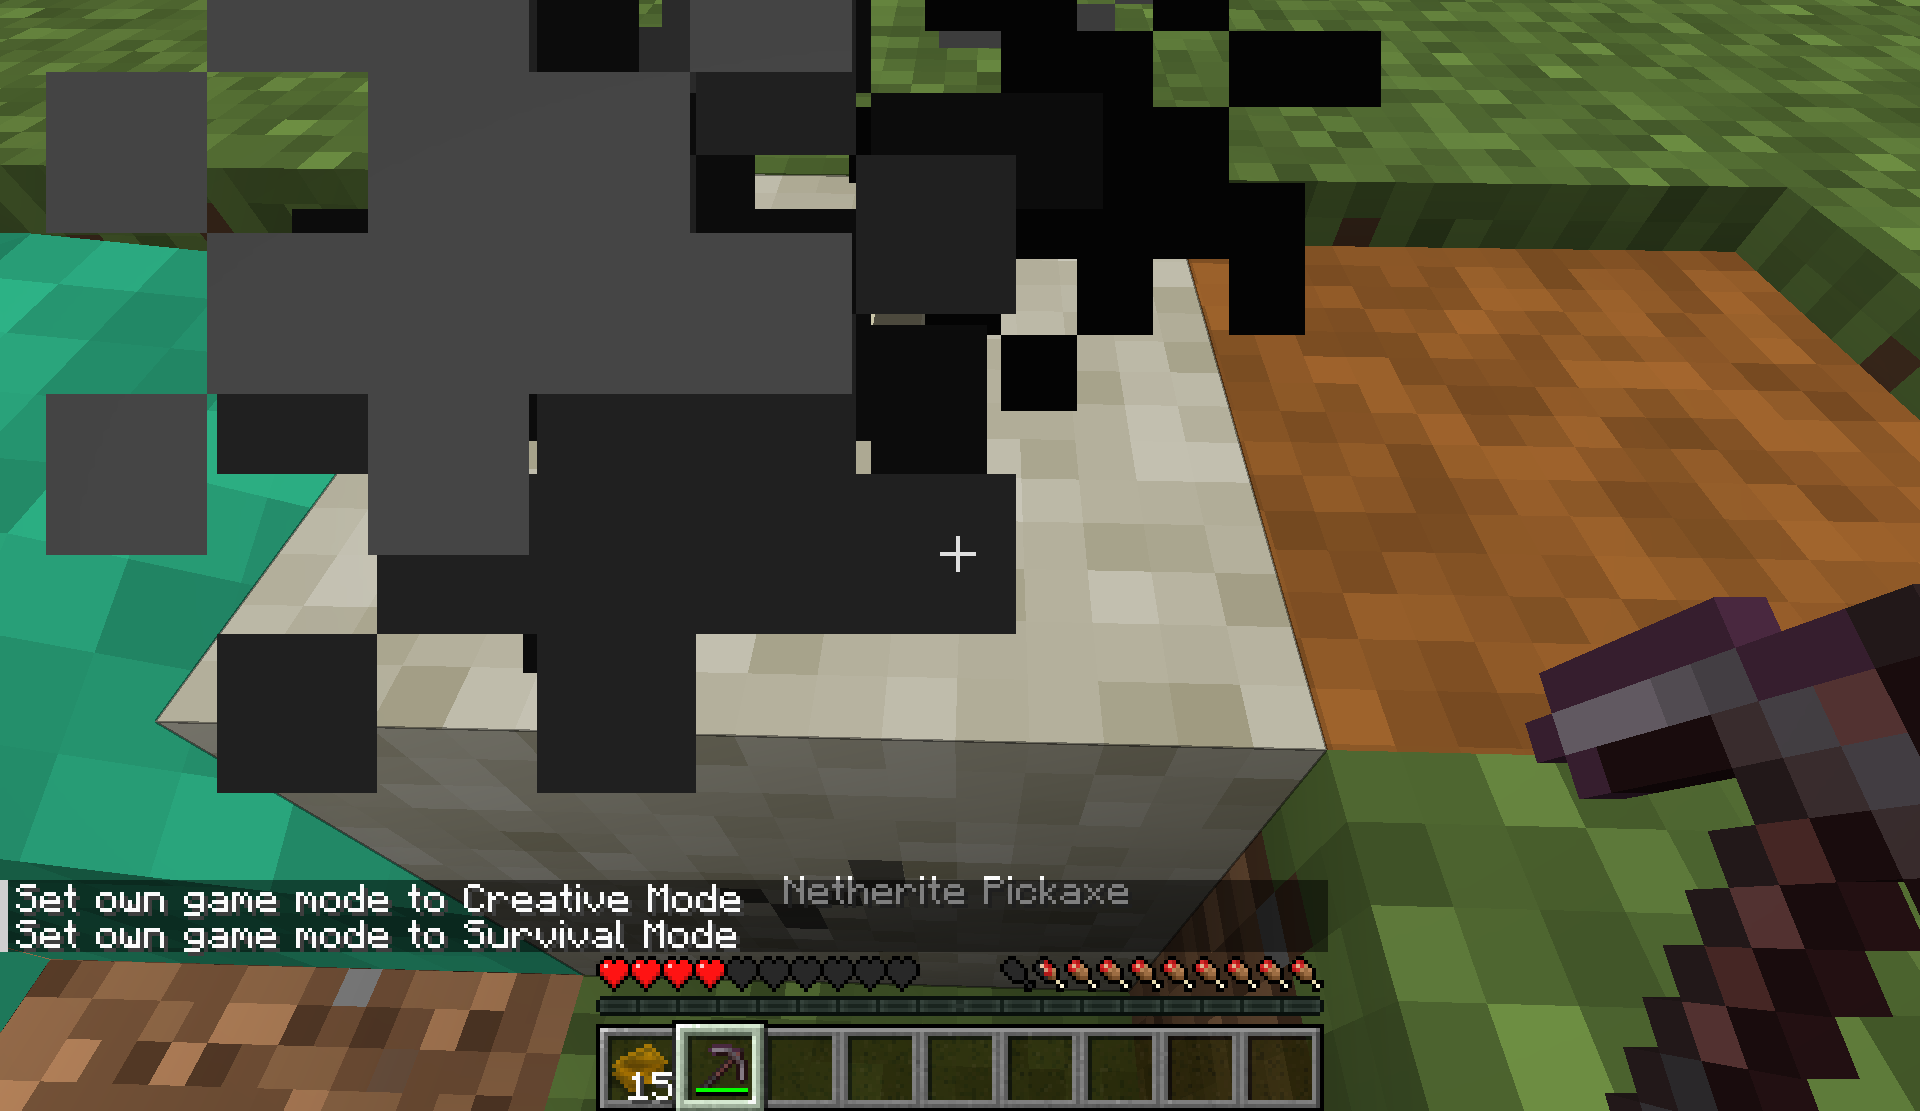 Set own game mode to Creative Mode
Netherite Pickaxe
Set own game mode to Survival Mode
15